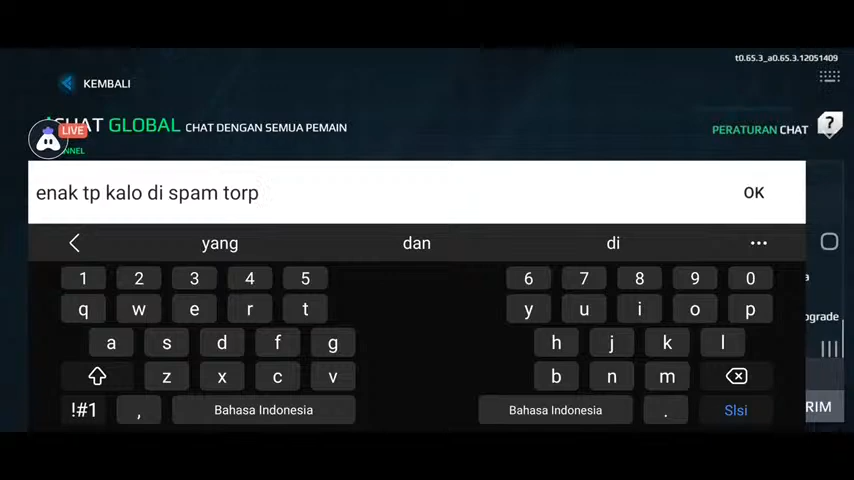 t0.65.3_a0.65.3.12051409
KEMBALI
CHAT GLOBAL CHAT DENGAN SEMUA PEMAIN
PERATURAN CHAT
?
LIVE
enak tp kalo di spam torp
OK
yang dan di ...
1 2 3 4 5 6 7 8 9 0
q w e r t y u i o p
a s d f g h j k l
z x c v b n m
!#1 , Bahasa Indonesia Bahasa Indonesia . Slsi